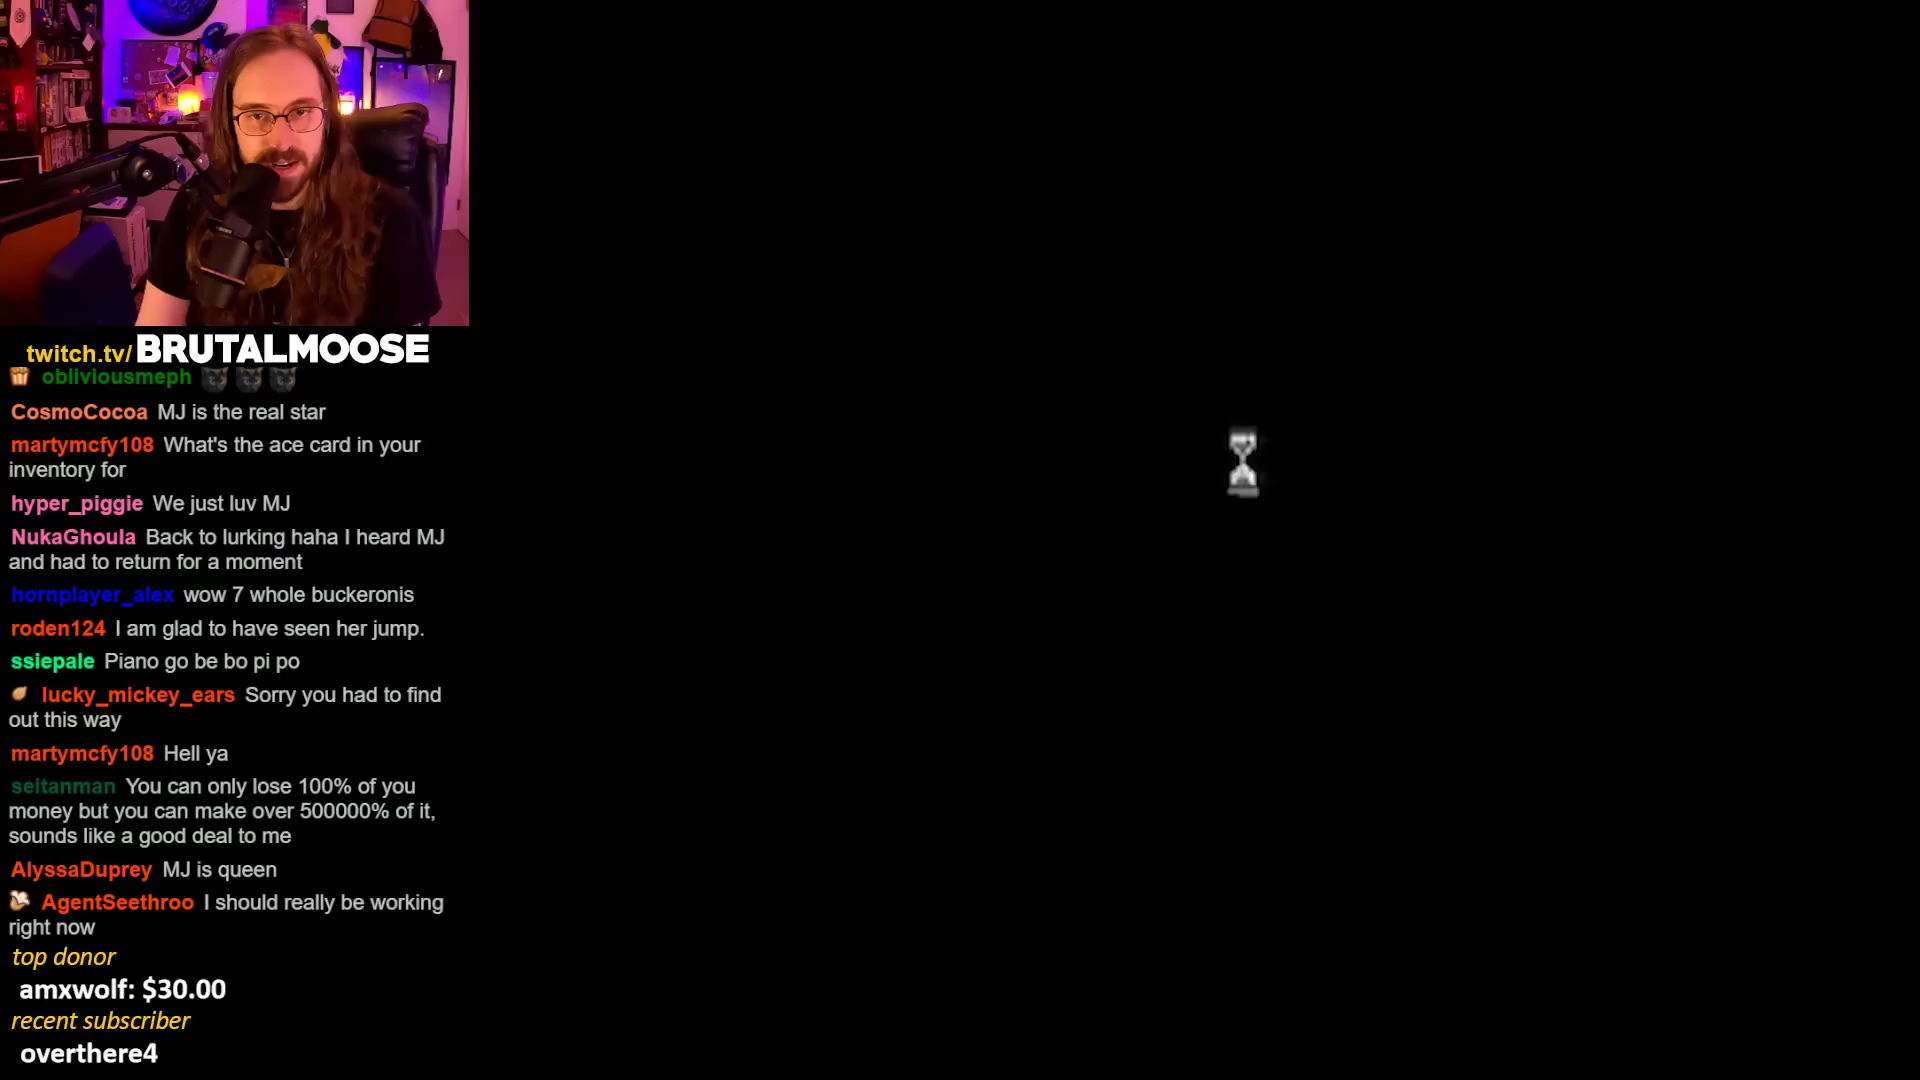 twitch.tv/BRUTALMOOSE
obliviousmeph
CosmoCocoa MJ is the real star
martymcfy108 What's the ace card in your
inventory for
hyper_piggie We just luv MJ
NukaGhoula Back to lurking haha I heard MJ
and had to return for a moment
hornplayer_alex wow 7 whole buckeronis
roden124 I am glad to have seen her jump.
ssiepale Piano go be bo pi po
lucky_mickey_ears Sorry you had to find
out this way
martymcfy108 Hell ya
seitanman You can only lose 100% of you
money but you can make over 500000% of it,
sounds like a good deal to me
AlyssaDuprey MJ is queen
AgentSeethroo I should really be working
right now
top donor
amxwolf: $30.00
recent subscriber
overthere4